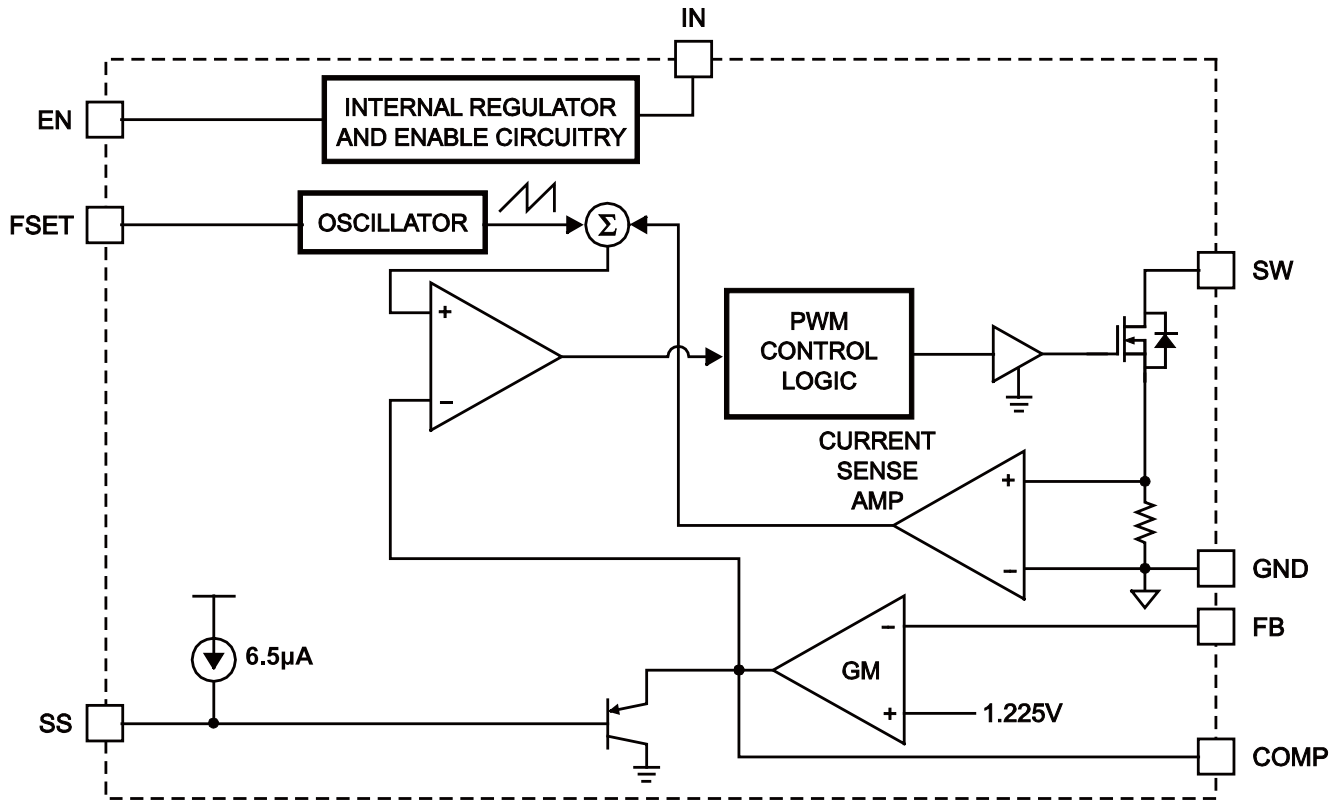 IN
EN
INTERNAL REGULATOR
AND ENABLE CIRCUITRY
FSET
OSCILLATOR
Σ
SW
+
−
PWM
CONTROL
LOGIC
CURRENT
SENSE
AMP
+
−
GND
FB
−
GM
+
1.225V
6.5µA
SS
COMP